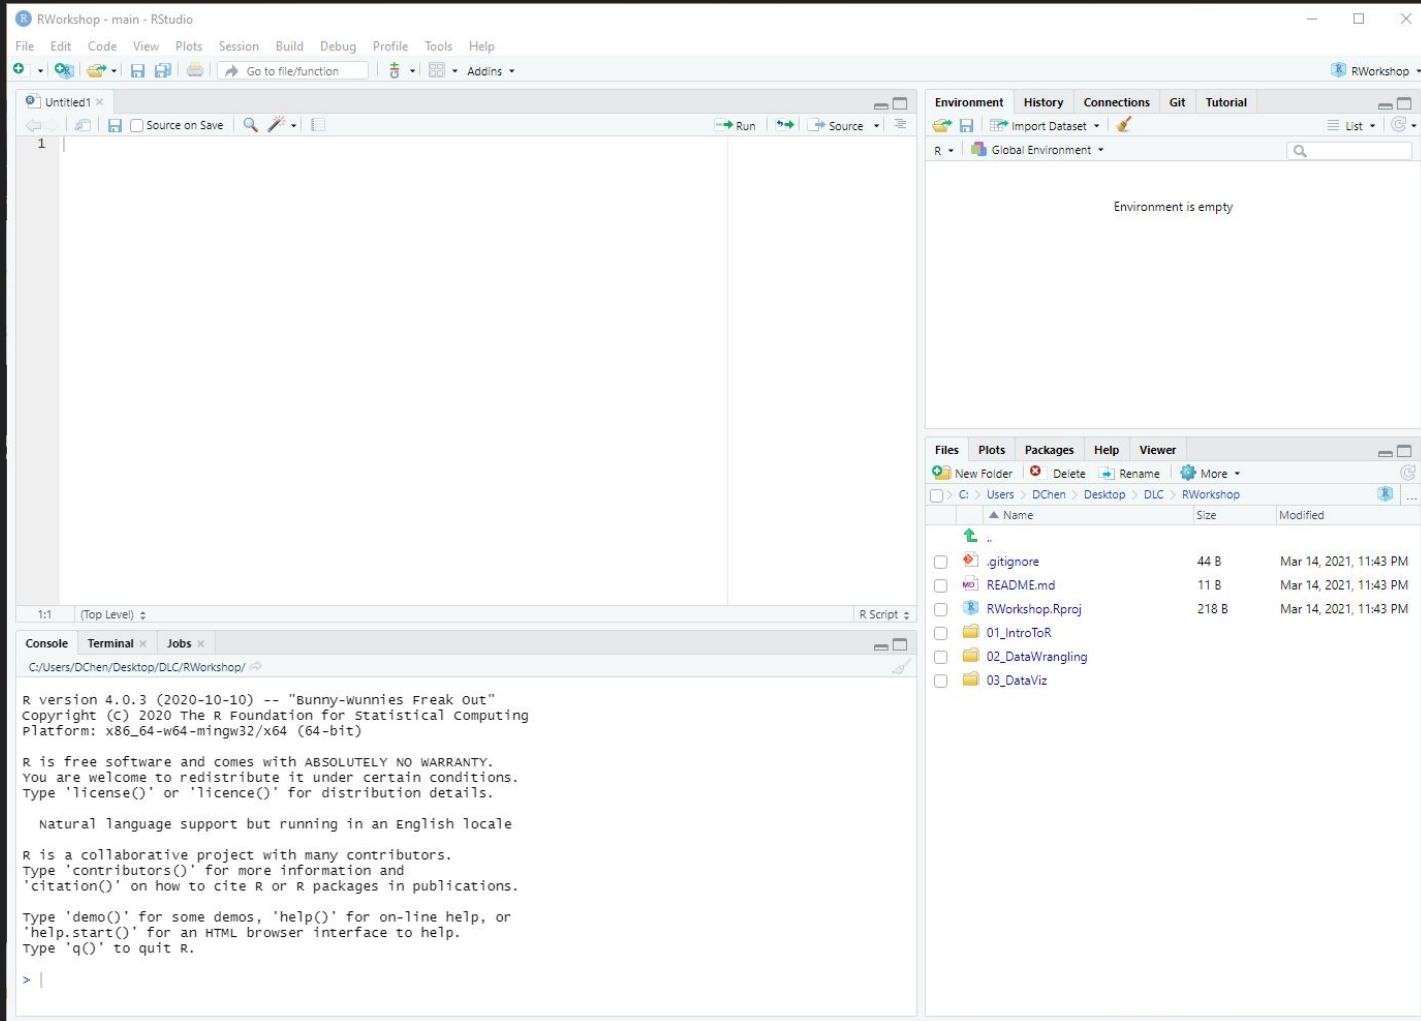 RWorkshop - main - RStudio
File Edit Code View Plots Session Build Debug Profile Tools Help
Go to file/function Addins RWorkshop
Untitled1
Source on Save Run Source
1
1:1 (Top Level) R Script
Console Terminal Jobs
C:/Users/DChen/Desktop/DLC/RWorkshop/
R version 4.0.3 (2020-10-10) -- "Bunny-Wunnies Freak Out"
Copyright (C) 2020 The R Foundation for Statistical Computing
Platform: x86_64-w64-mingw32/x64 (64-bit)
R is free software and comes with ABSOLUTELY NO WARRANTY.
You are welcome to redistribute it under certain conditions.
Type 'license()' or 'licence()' for distribution details.
Natural language support but running in an English locale
R is a collaborative project with many contributors.
Type 'contributors()' for more information and
'citation()' on how to cite R or R packages in publications.
Type 'demo()' for some demos, 'help()' for on-line help, or
'help.start()' for an HTML browser interface to help.
Type 'q()' to quit R.
>
Environment History Connections Git Tutorial
Import Dataset List
R Global Environment
Environment is empty
Files Plots Packages Help Viewer
New Folder Delete Rename More
C: > Users > DChen > Desktop > DLC > RWorkshop ...
Name Size Modified
..
.gitignore 44 B Mar 14, 2021, 11:43 PM
README.md 11 B Mar 14, 2021, 11:43 PM
RWorkshop.Rproj 218 B Mar 14, 2021, 11:43 PM
01_IntroToR
02_DataWrangling
03_DataViz